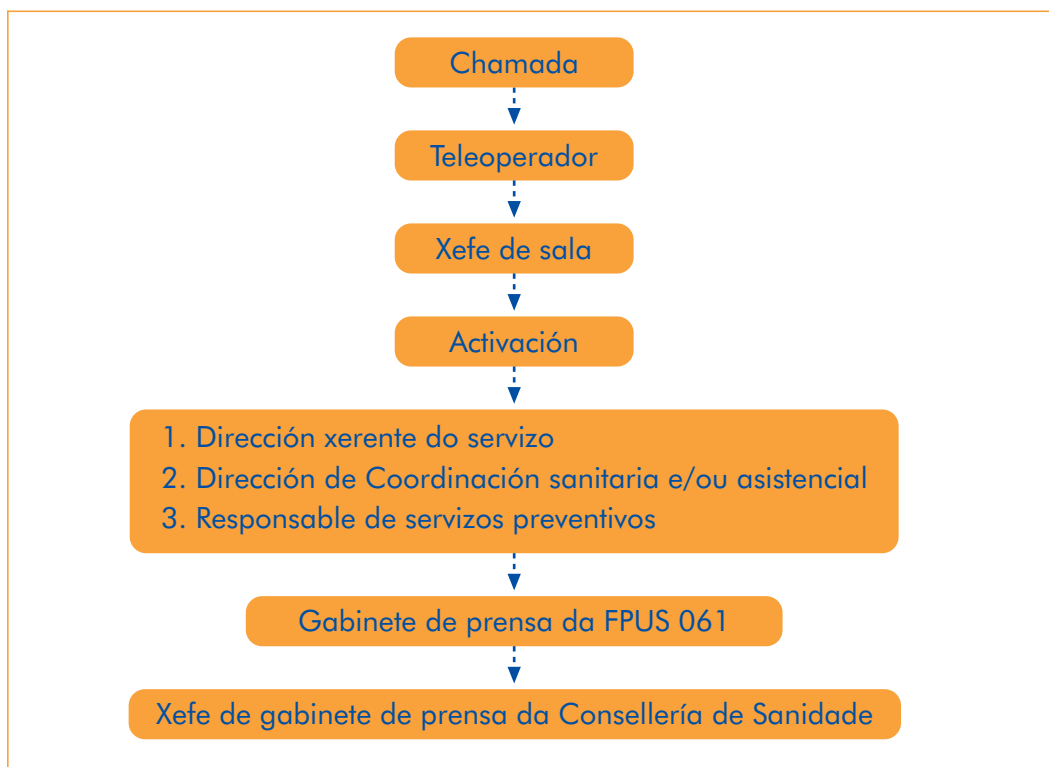 Chamada
Teleoperador
Xefe de sala
Activación
1. Dirección xerente do servizo
2. Dirección de Coordinación sanitaria e/ou asistencial
3. Responsable de servizos preventivos
Gabinete de prensa da FPUS 061
Xefe de gabinete de prensa da Consellería de Sanidade